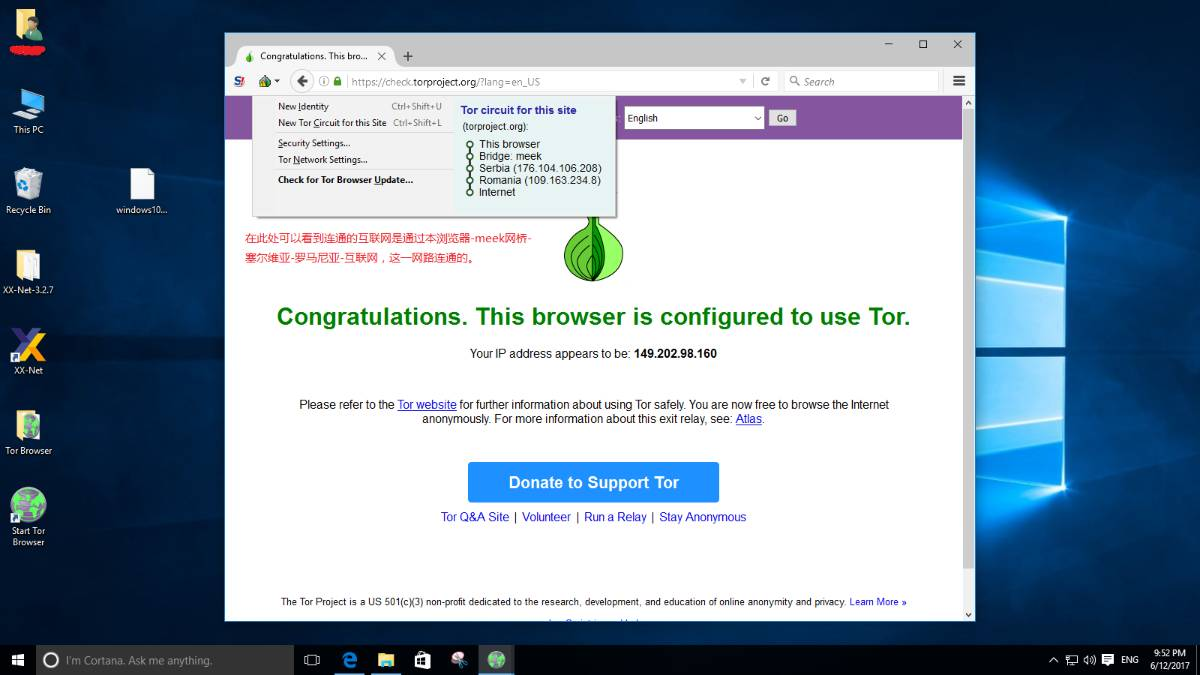 This PC
Recycle Bin
windows10...
XX-Net-3.2.7
XX-Net
Tor Browser
Start Tor
Browser
Congratulations. This bro...
https://check.torproject.org/?lang=en_US
Search
New Identity Ctrl+Shift+U
New Tor Circuit for this Site Ctrl+Shift+L
Security Settings...
Tor Network Settings...
Check for Tor Browser Update...
Tor circuit for this site
(torproject.org):
This browser
Bridge: meek
Serbia (176.104.106.208)
Romania (109.163.234.8)
Internet
English
Go
在此处可以看到连通的互联网是通过本浏览器-meek网桥-
塞尔维亚-罗马尼亚-互联网，这一网路连通的。
Congratulations. This browser is configured to use Tor.
Your IP address appears to be: 149.202.98.160
Please refer to the Tor website for further information about using Tor safely. You are now free to browse the Internet
anonymously. For more information about this exit relay, see: Atlas.
Donate to Support Tor
Tor Q&A Site | Volunteer | Run a Relay | Stay Anonymous
The Tor Project is a US 501(c)(3) non-profit dedicated to the research, development, and education of online anonymity and privacy. Learn More »
I'm Cortana. Ask me anything.
ENG
9:52 PM
6/12/2017